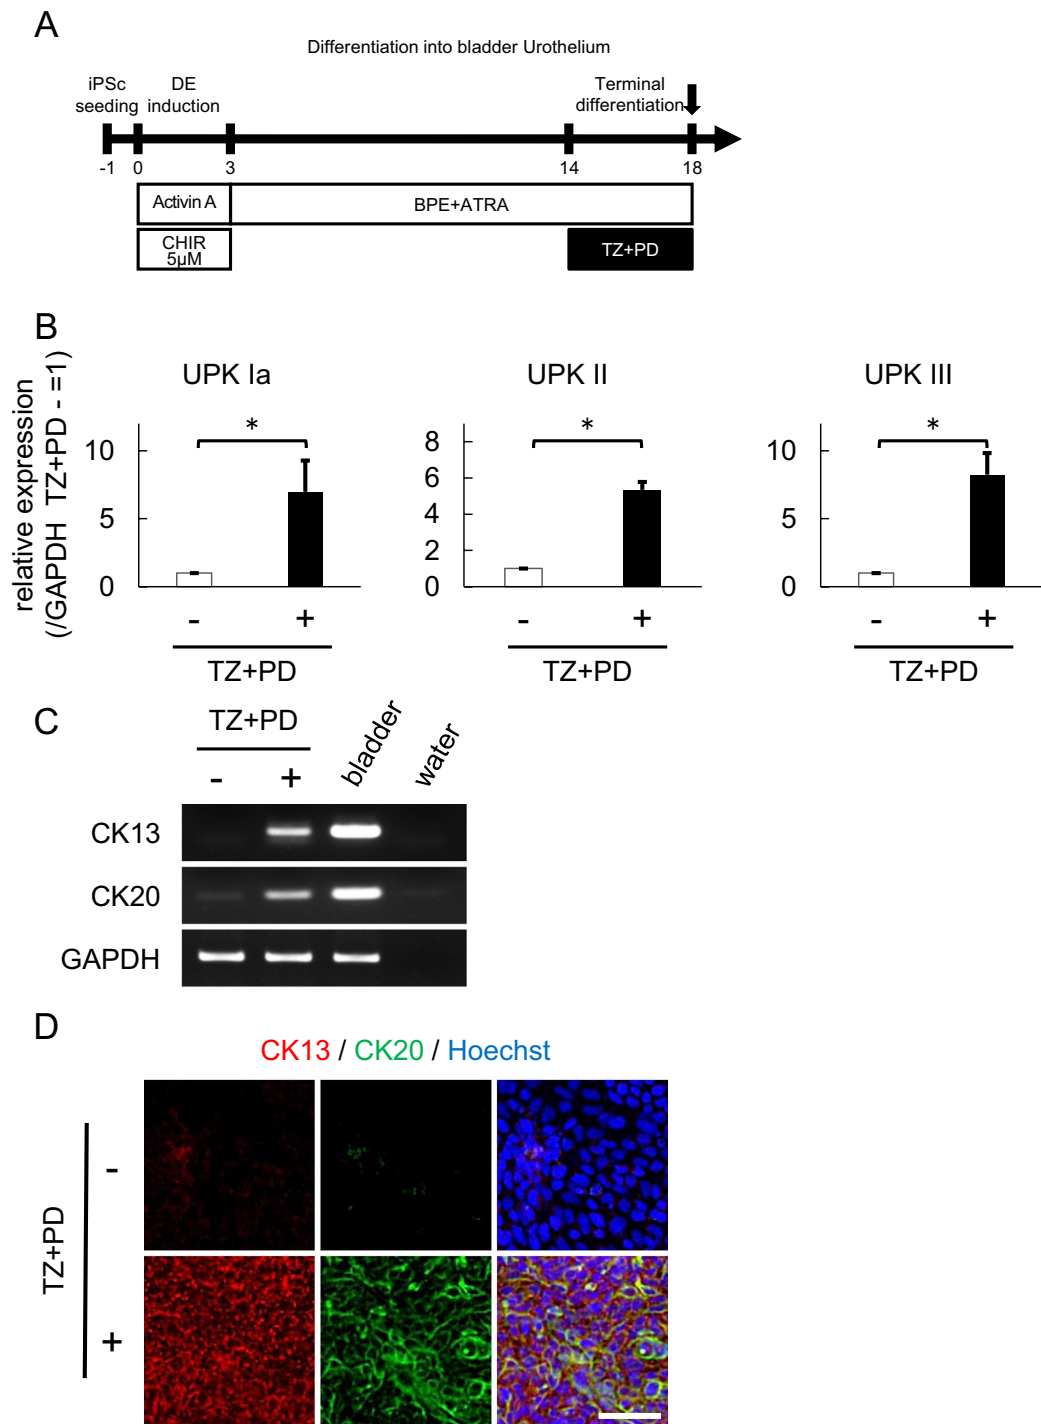 A
Differentiation into bladder Urothelium
iPSc
seeding
DE
induction
Terminal
differentiation
-1 0 3 14 18
Activin A
BPE+ATRA
CHIR
5μM
TZ+PD
B
relative expression
(/GAPDH TZ+PD - =1)
UPK Ia
*
10
5
0
- +
TZ+PD
UPK II
*
8
6
4
2
0
- +
TZ+PD
UPK III
*
10
5
0
- +
TZ+PD
C
TZ+PD
- + bladder water
CK13
CK20
GAPDH
D
CK13 / CK20 / Hoechst
TZ+PD
-
+